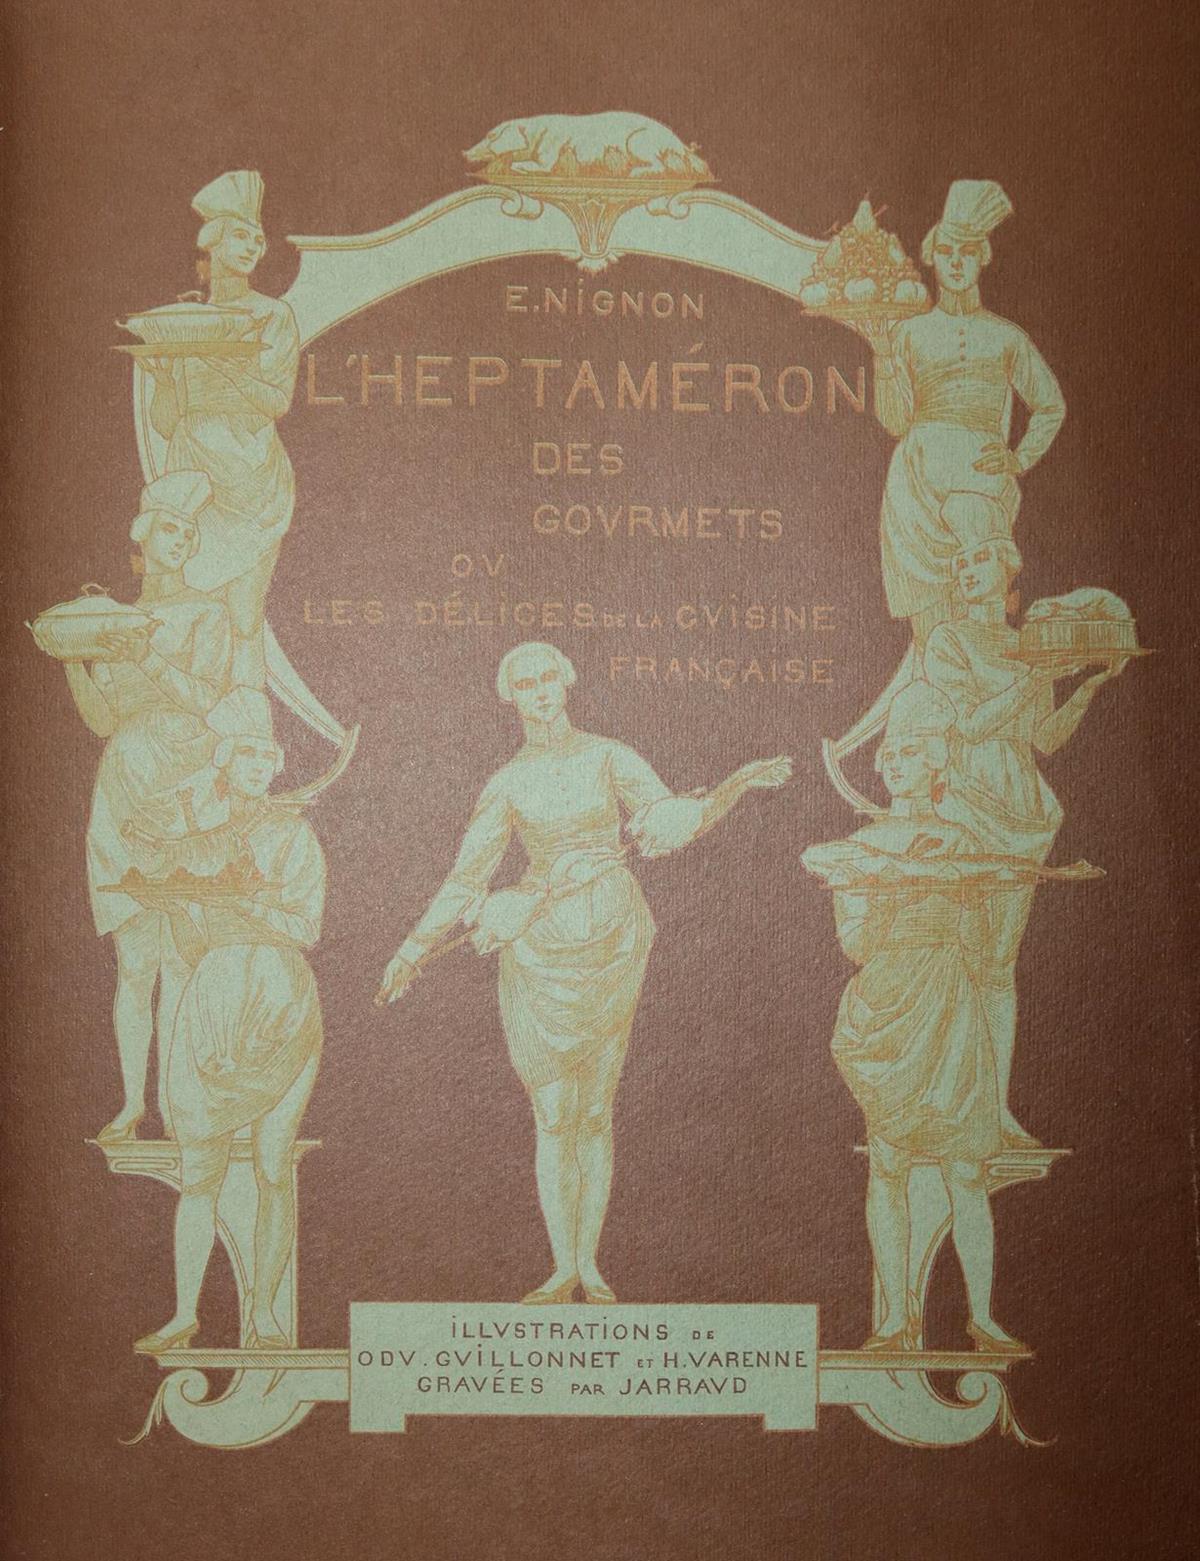 E. NIGNON
L'HEPTAMÉRON
DES
GOVRMETS
OV
LES DÉLICES DE LA CVISINE
FRANÇAISE
ILLVSTRATIONS DE
ODV. GVILLONNET ET H. VARENNE
GRAVÉES PAR JARRAVD